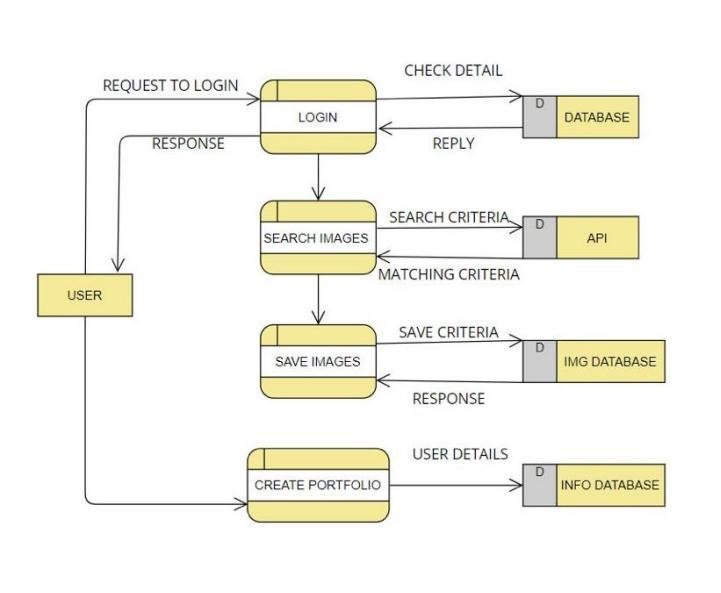 CHECK DETAIL
REQUEST TO LOGIN
D
DATABASE
LOGIN
RESPONSE
REPLY
SEARCH CRITERIA
D
API
SEARCH IMAGES
MATCHING CRITERIA
USER
SAVE CRITERIA
D
IMG DATABASE
SAVE IMAGES
RESPONSE
USER DETAILS
D
INFO DATABASE
CREATE PORTFOLIO